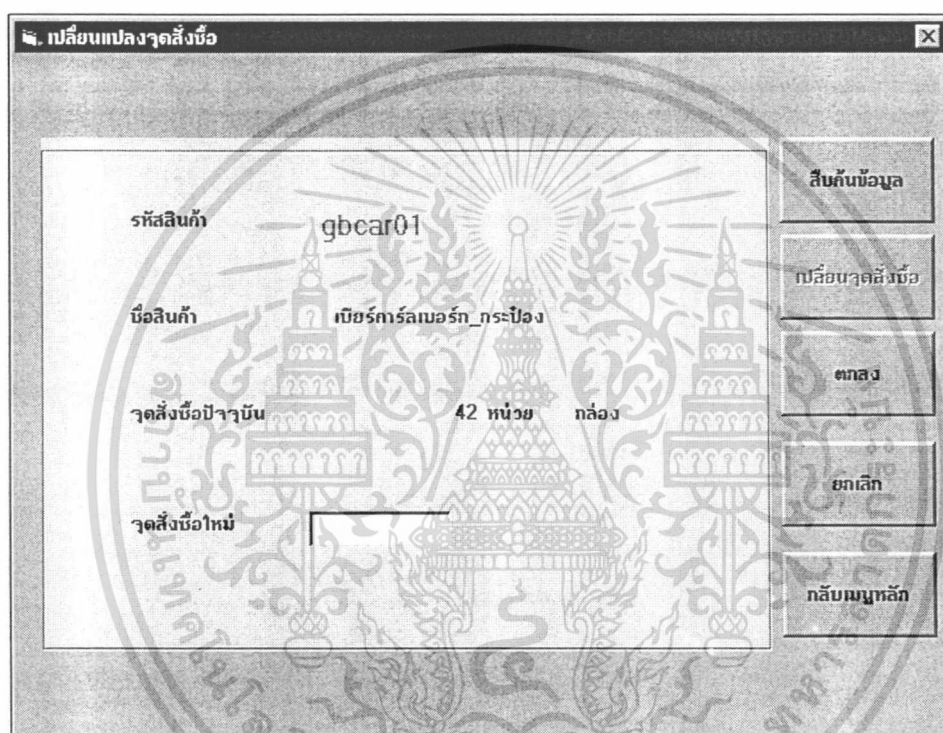 เปลี่ยนแปลงจุดสั่งซื้อ
รหัสสินค้า gbcar01
ชื่อสินค้า เบียร์คาร์ลเบอร์ก_กระป๋อง
จุดสั่งซื้อปัจจุบัน 42 หน่วย กล่อง
จุดสั่งซื้อใหม่
สืบค้นข้อมูล
เปลี่ยนจุดสั่งซื้อ
ตกลง
ยกเลิก
กลับเมนูหลัก